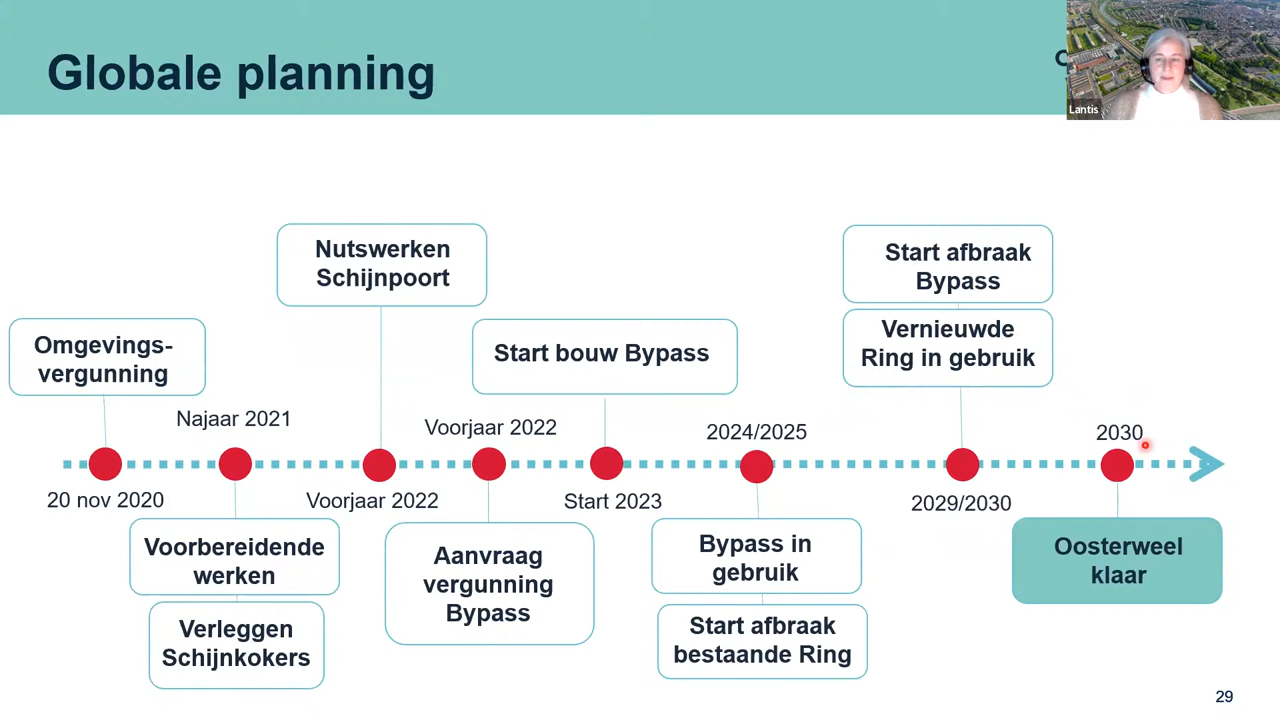 Globale planning
Lantis
Nutswerken
Schijnpoort
Start afbraak
Bypass
Omgevings-
vergunning
Start bouw Bypass
Vernieuwde
Ring in gebruik
Najaar 2021
Voorjaar 2022
2024/2025
2030
20 nov 2020
Voorjaar 2022
Start 2023
2029/2030
Voorbereidende
werken
Aanvraag
vergunning
Bypass
Bypass in
gebruik
Oosterweel
klaar
Verleggen
Schijnkokers
Start afbraak
bestaande Ring
29